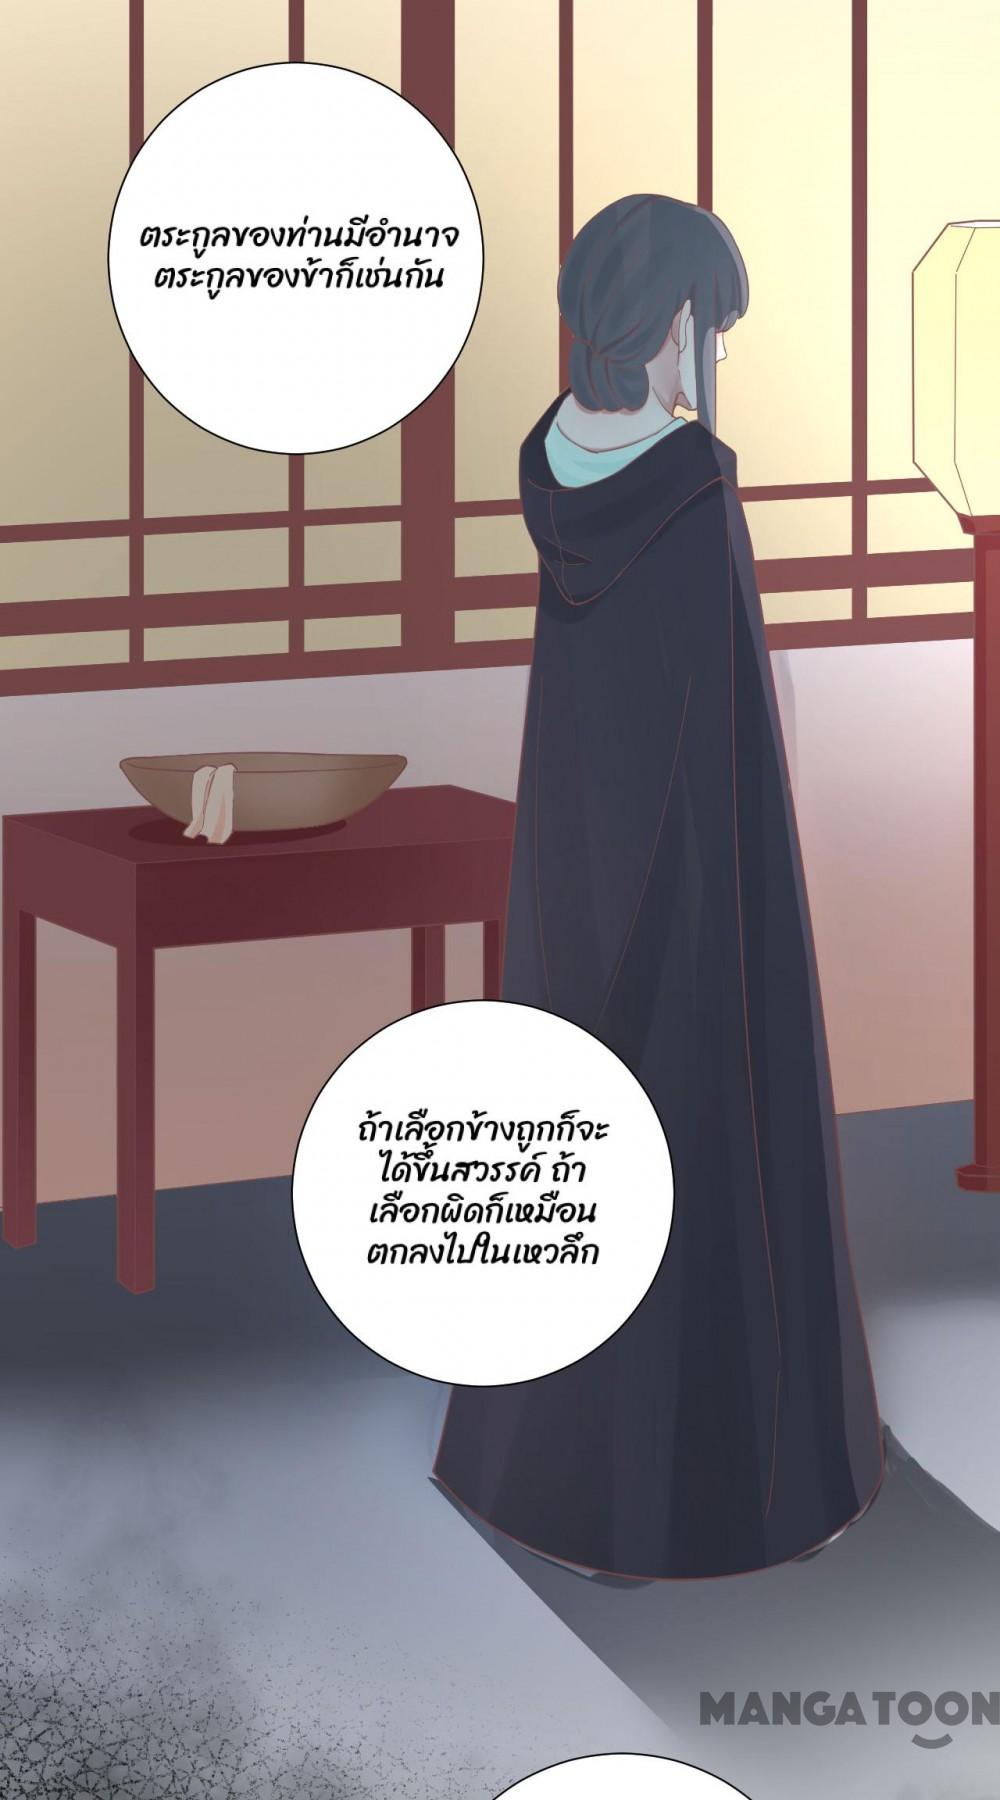 ตระกูลของท่านมีอำนาจ
ตระกูลของข้าก็เช่นกัน
ถ้าเลือกข้างถูกก็จะ
ได้ขึ้นสวรรค์ ถ้า
เลือกผิดก็เหมือน
ตกลงไปในเหวลึก
MANGATOON